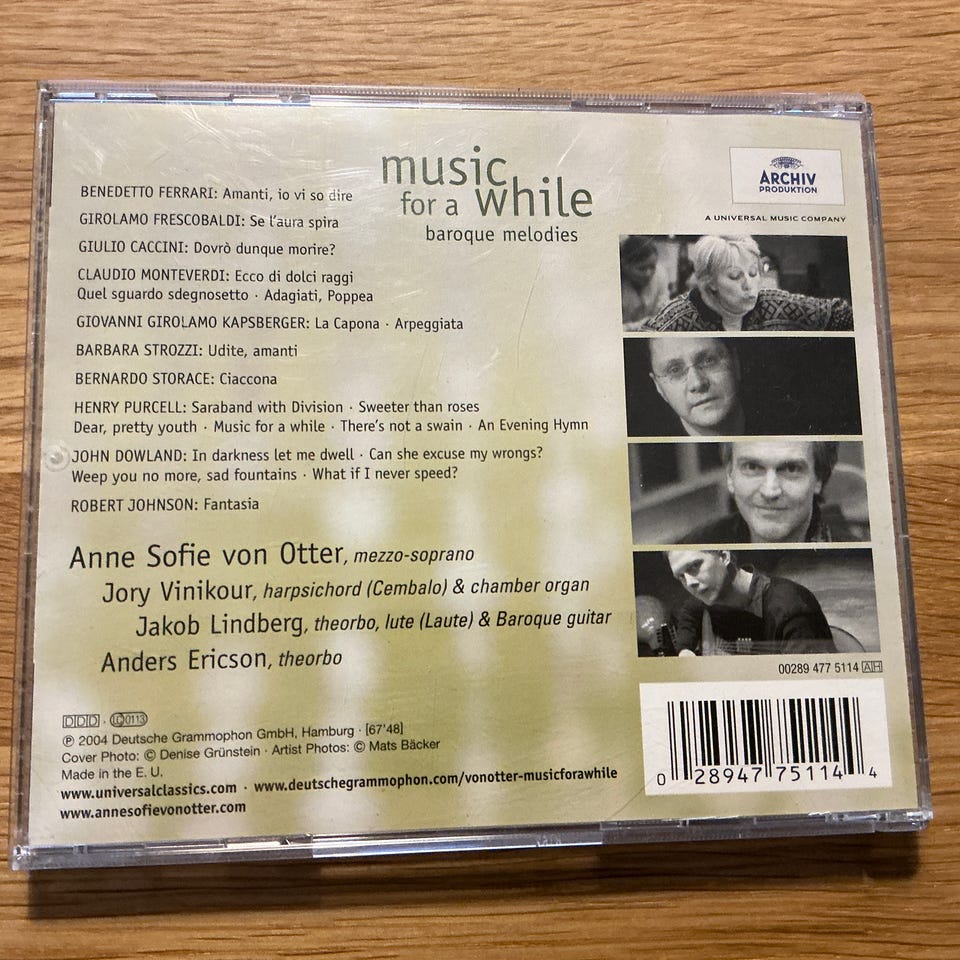 music
for a while
baroque melodies
BENEDETTO FERRARI: Amanti, io vi so dire
GIROLAMO FRESCOBALDI: Se l'aura spira
GIULIO CACCINI: Dovrò dunque morire?
CLAUDIO MONTEVERDI: Ecco di dolci raggi
Quel sguardo sdegnosetto · Adagiati, Poppea
GIOVANNI GIROLAMO KAPSBERGER: La Capona · Arpeggiata
BARBARA STROZZI: Udite, amanti
BERNARDO STORACE: Ciaccona
HENRY PURCELL: Saraband with Division · Sweeter than roses
Dear, pretty youth · Music for a while · There's not a swain · An Evening Hymn
JOHN DOWLAND: In darkness let me dwell · Can she excuse my wrongs?
Weep you no more, sad fountains · What if I never speed?
ROBERT JOHNSON: Fantasia
Anne Sofie von Otter, mezzo-soprano
Jory Vinikour, harpsichord (Cembalo) & chamber organ
Jakob Lindberg, theorbo, lute (Laute) & Baroque guitar
Anders Ericson, theorbo
DDD · LC 0113
℗ 2004 Deutsche Grammophon GmbH, Hamburg · [67'48]
Cover Photo: © Denise Grünstein · Artist Photos: © Mats Bäcker
Made in the E. U.
www.universalclassics.com · www.deutschegrammophon.com/vonotter-musicforawhile
www.annesofievonotter.com
ARCHIV
PRODUKTION
A UNIVERSAL MUSIC COMPANY
00289 477 5114 AH
0 28947 75114 4